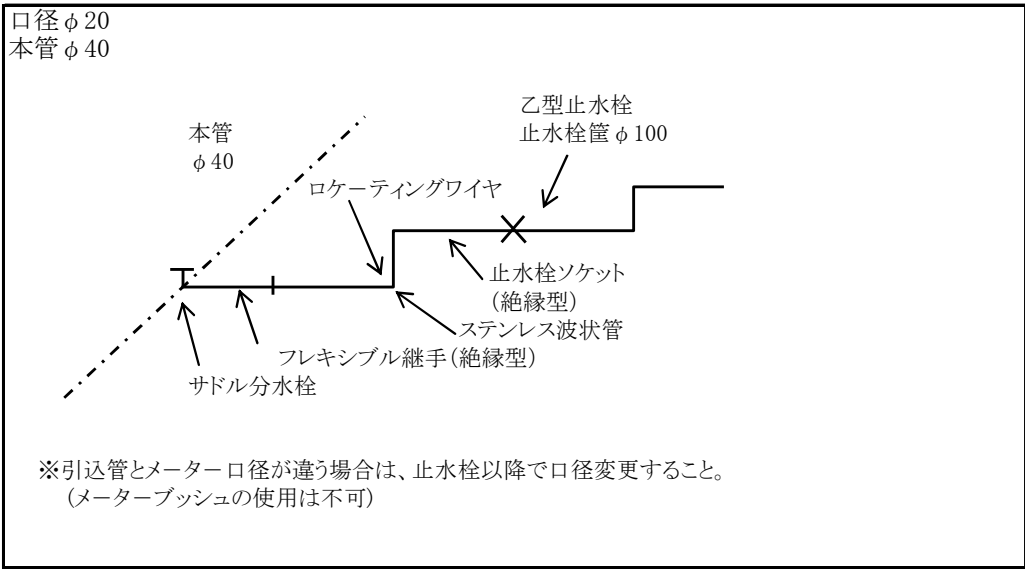 口径φ20
本管φ40
乙型止水栓
止水栓筐φ100
本管
φ40
ロケーティングワイヤ
止水栓ソケット
(絶縁型)
ステンレス波状管
フレキシブル継手(絶縁型)
サドル分水栓
※引込管とメーター口径が違う場合は、止水栓以降で口径変更すること。
(メーターブッシュの使用は不可)